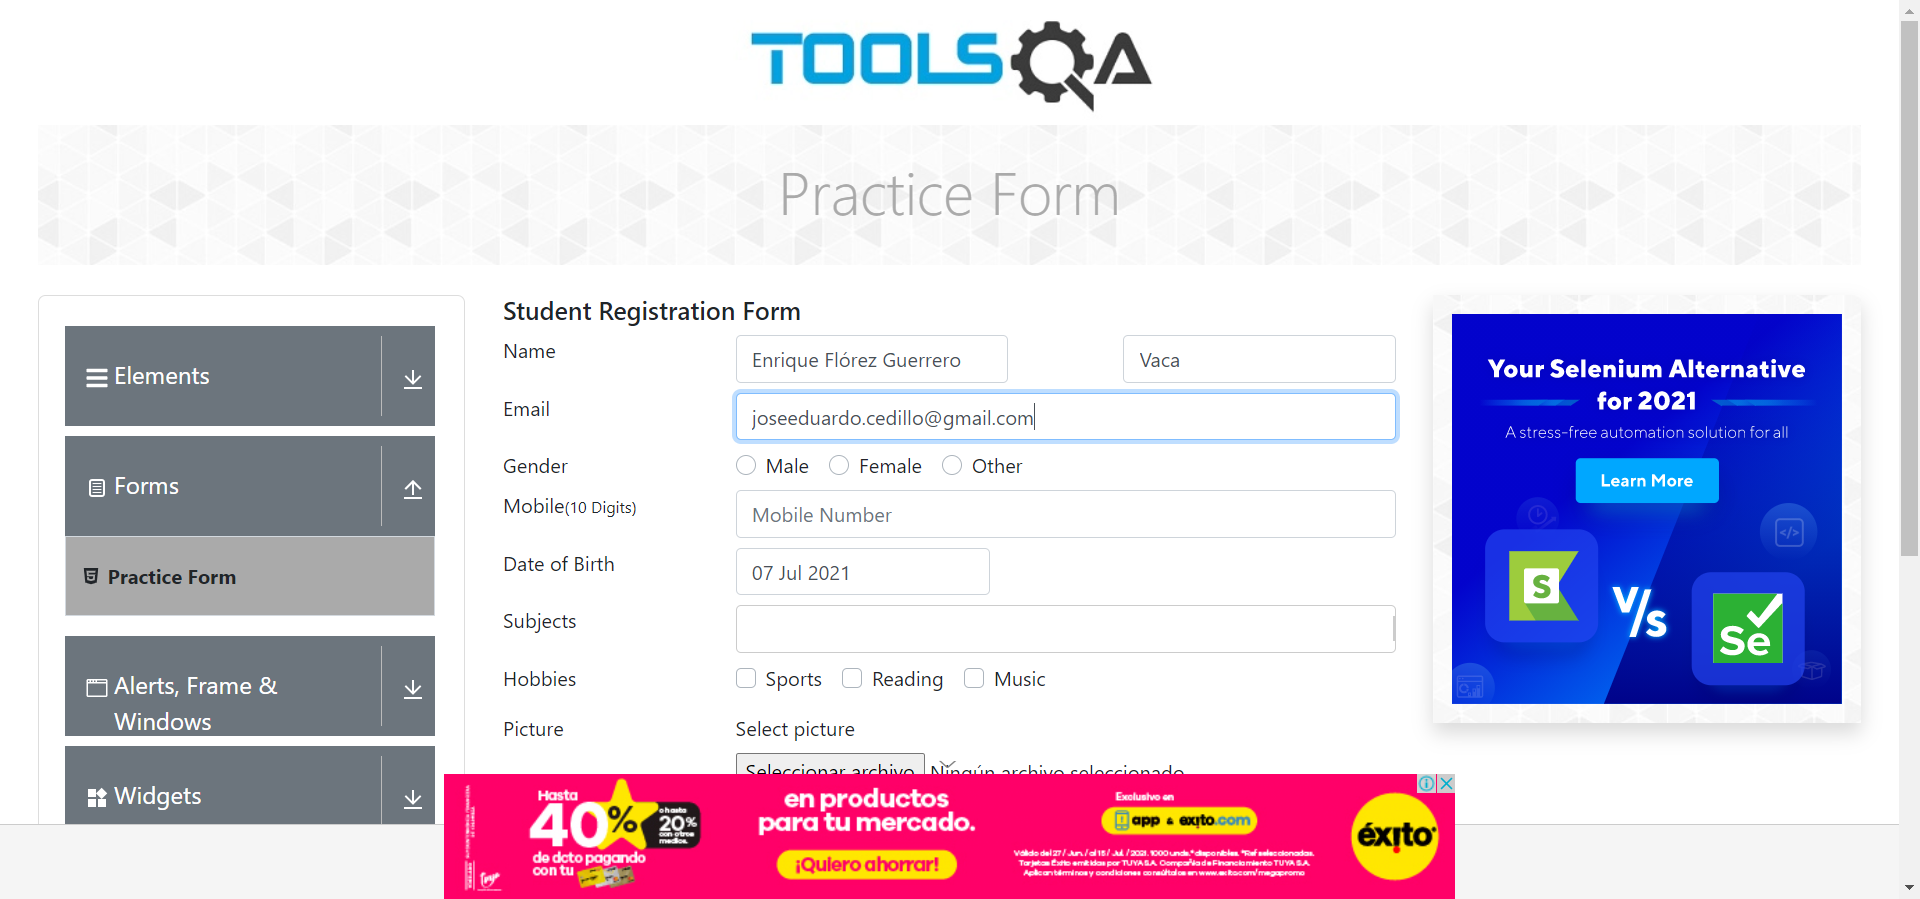 TOOLSQA
Practice Form
Elements
Forms
Practice Form
Alerts, Frame &
Windows
Widgets
Student Registration Form
Name
Enrique Flórez Guerrero
Vaca
Email
joseeduardo.cedillo@gmail.com
Gender
Male
Female
Other
Mobile(10 Digits)
Mobile Number
Date of Birth
07 Jul 2021
Subjects
Hobbies
Sports
Reading
Music
Picture
Select picture
Seleccionar archivo
Ningún archivo seleccionado
Your Selenium Alternative
for 2021
A stress-free automation solution for all
Learn More
S
V/s
Se
Hasta
40%
o hasta
20%
con otros
medios.
de dcto pagando
con tu
tuya
en productos
para tu mercado.
¡Quiero ahorrar!
Exclusivo en
app & exito.com
Válido del 27 / Jun. / al 15 / Jul. / 2021. 1000 unds.* disponibles. *Ref seleccionadas.
Tarjetas Éxito emitidas por TUYA S.A. Compañía de Financiamiento TUYA S.A.
Aplican términos y condiciones consúltalos en www.exito.com/megapromo
éxito